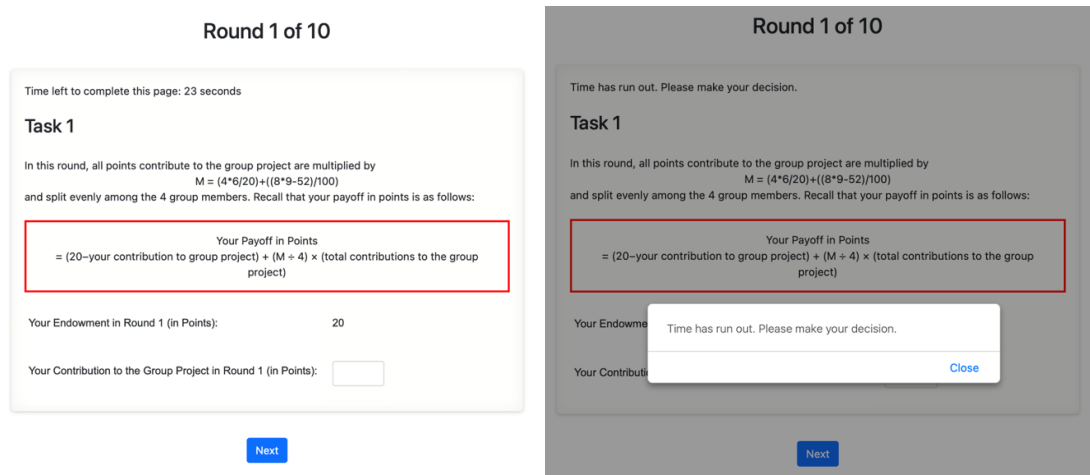 Round 1 of 10
Time left to complete this page: 23 seconds
Task 1
In this round, all points contribute to the group project are multiplied by
M = (4*6/20)+((8*9-52)/100)
and split evenly among the 4 group members. Recall that your payoff in points is as follows:
Your Payoff in Points
= (20–your contribution to group project) + (M ÷ 4) × (total contributions to the group
project)
Your Endowment in Round 1 (in Points): 20
Your Contribution to the Group Project in Round 1 (in Points):
Next
Round 1 of 10
Time has run out. Please make your decision.
Task 1
In this round, all points contribute to the group project are multiplied by
M = (4*6/20)+((8*9-52)/100)
and split evenly among the 4 group members. Recall that your payoff in points is as follows:
Your Payoff in Points
= (20–your contribution to group project) + (M ÷ 4) × (total contributions to the group
project)
Your Endowme
Time has run out. Please make your decision.
Close
Your Contributi
Next